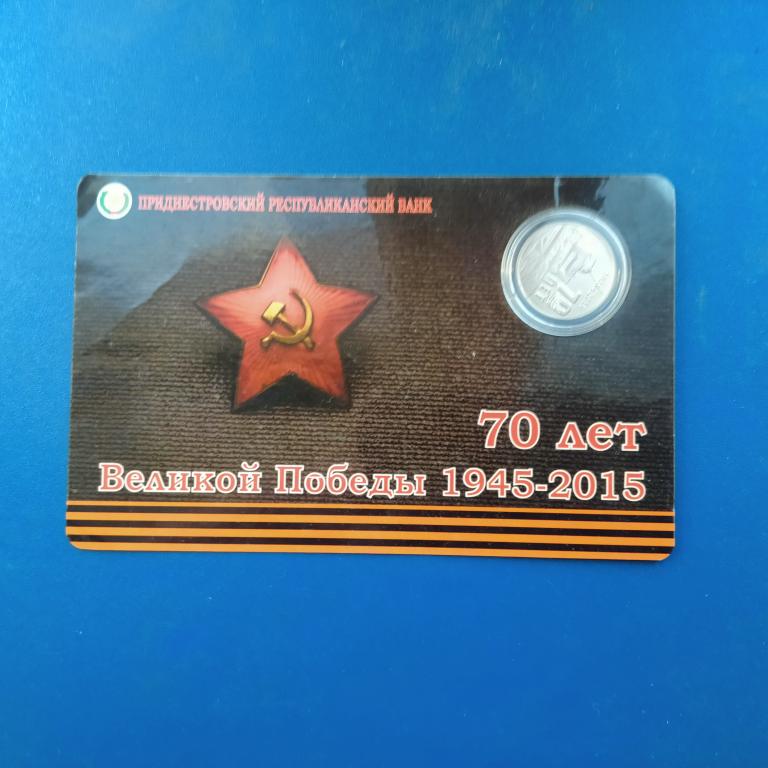 ПРИДНЕСТРОВСКИЙ РЕСПУБЛИКАНСКИЙ БАНК
70 лет
Великой Победы 1945-2015